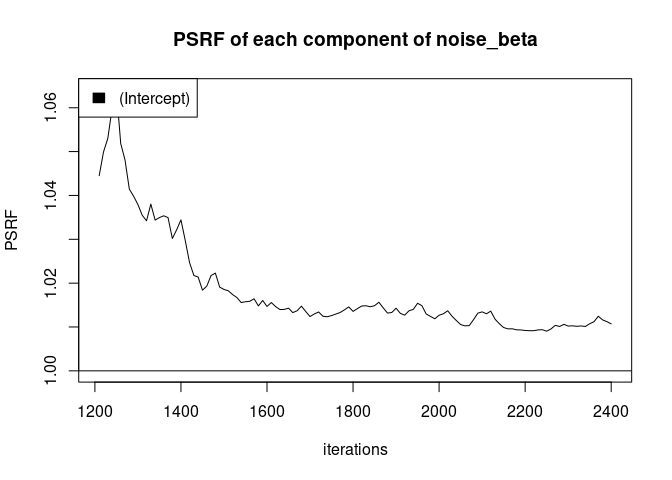 PSRF of each component of noise_beta
(Intercept)
PSRF
1.06
1.04
1.02
1.00
1200 1400 1600 1800 2000 2200 2400
iterations